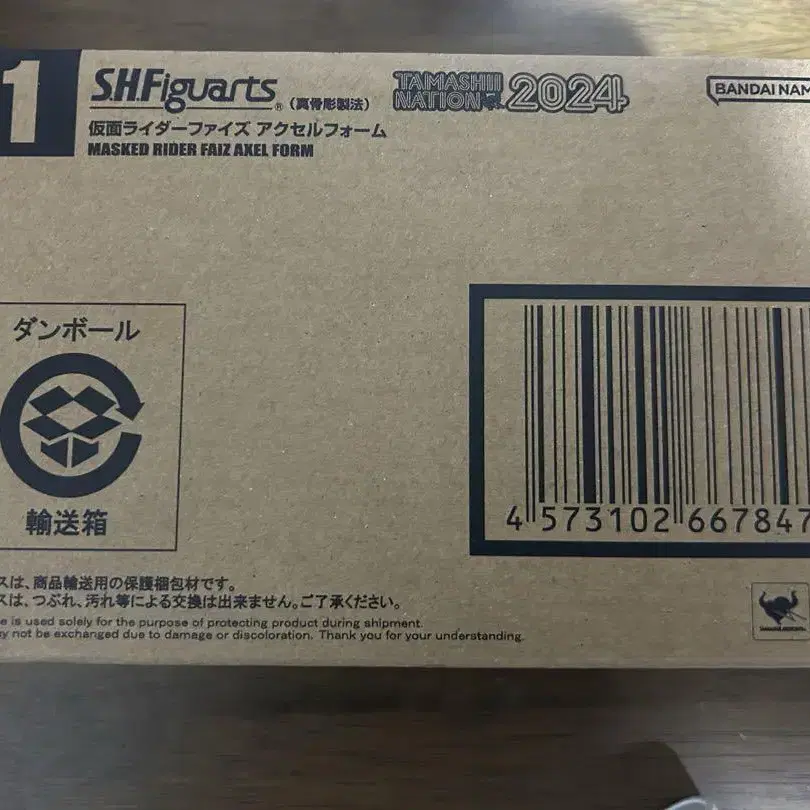 1
S.H.Figuarts® (真骨彫製法)
TAMASHII NATION 2024
BANDAI NAM
仮面ライダーファイズ アクセルフォーム
MASKED RIDER FAIZ AXEL FORM
ダンボール
輸送箱
4 573102 667847
スは、商品輸送用の保護梱包材です。
スは、つぶれ、汚れ等による交換は出来ません。ご了承ください。
e is used solely for the purpose of protecting product during shipment.
y not be exchanged due to damage or discoloration. Thank you for your understanding.